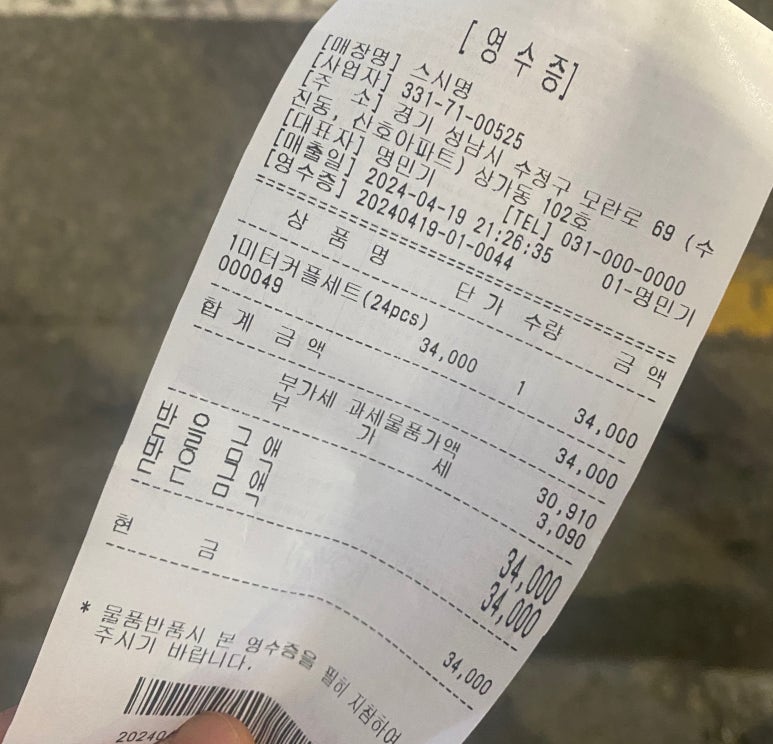 [영수증]
[매장명] 스시명
[사업자] 331-71-00525
[주 소] 경기 성남시 수정구 모란로 69 (수
진동, 산호아파트) 상가동 102호
[대표자] 명민기 [TEL] 031-000-0000
[매출일] 2024-04-19 21:26:35 01-명민기
[영수증] 20240419-01-0044
상 품 명 단 가 수량 금 액
1미터커플세트(24pcs)
000049 34,000 1 34,000
합 계 금 액 34,000
부가세 과세물품가액 30,910
부 가 세 3,090
받 을 금 액 34,000
받 은 금 액 34,000
현 금 34,000
* 물품반품시 본 영수증을 필히 지참하여
주시기 바랍니다.